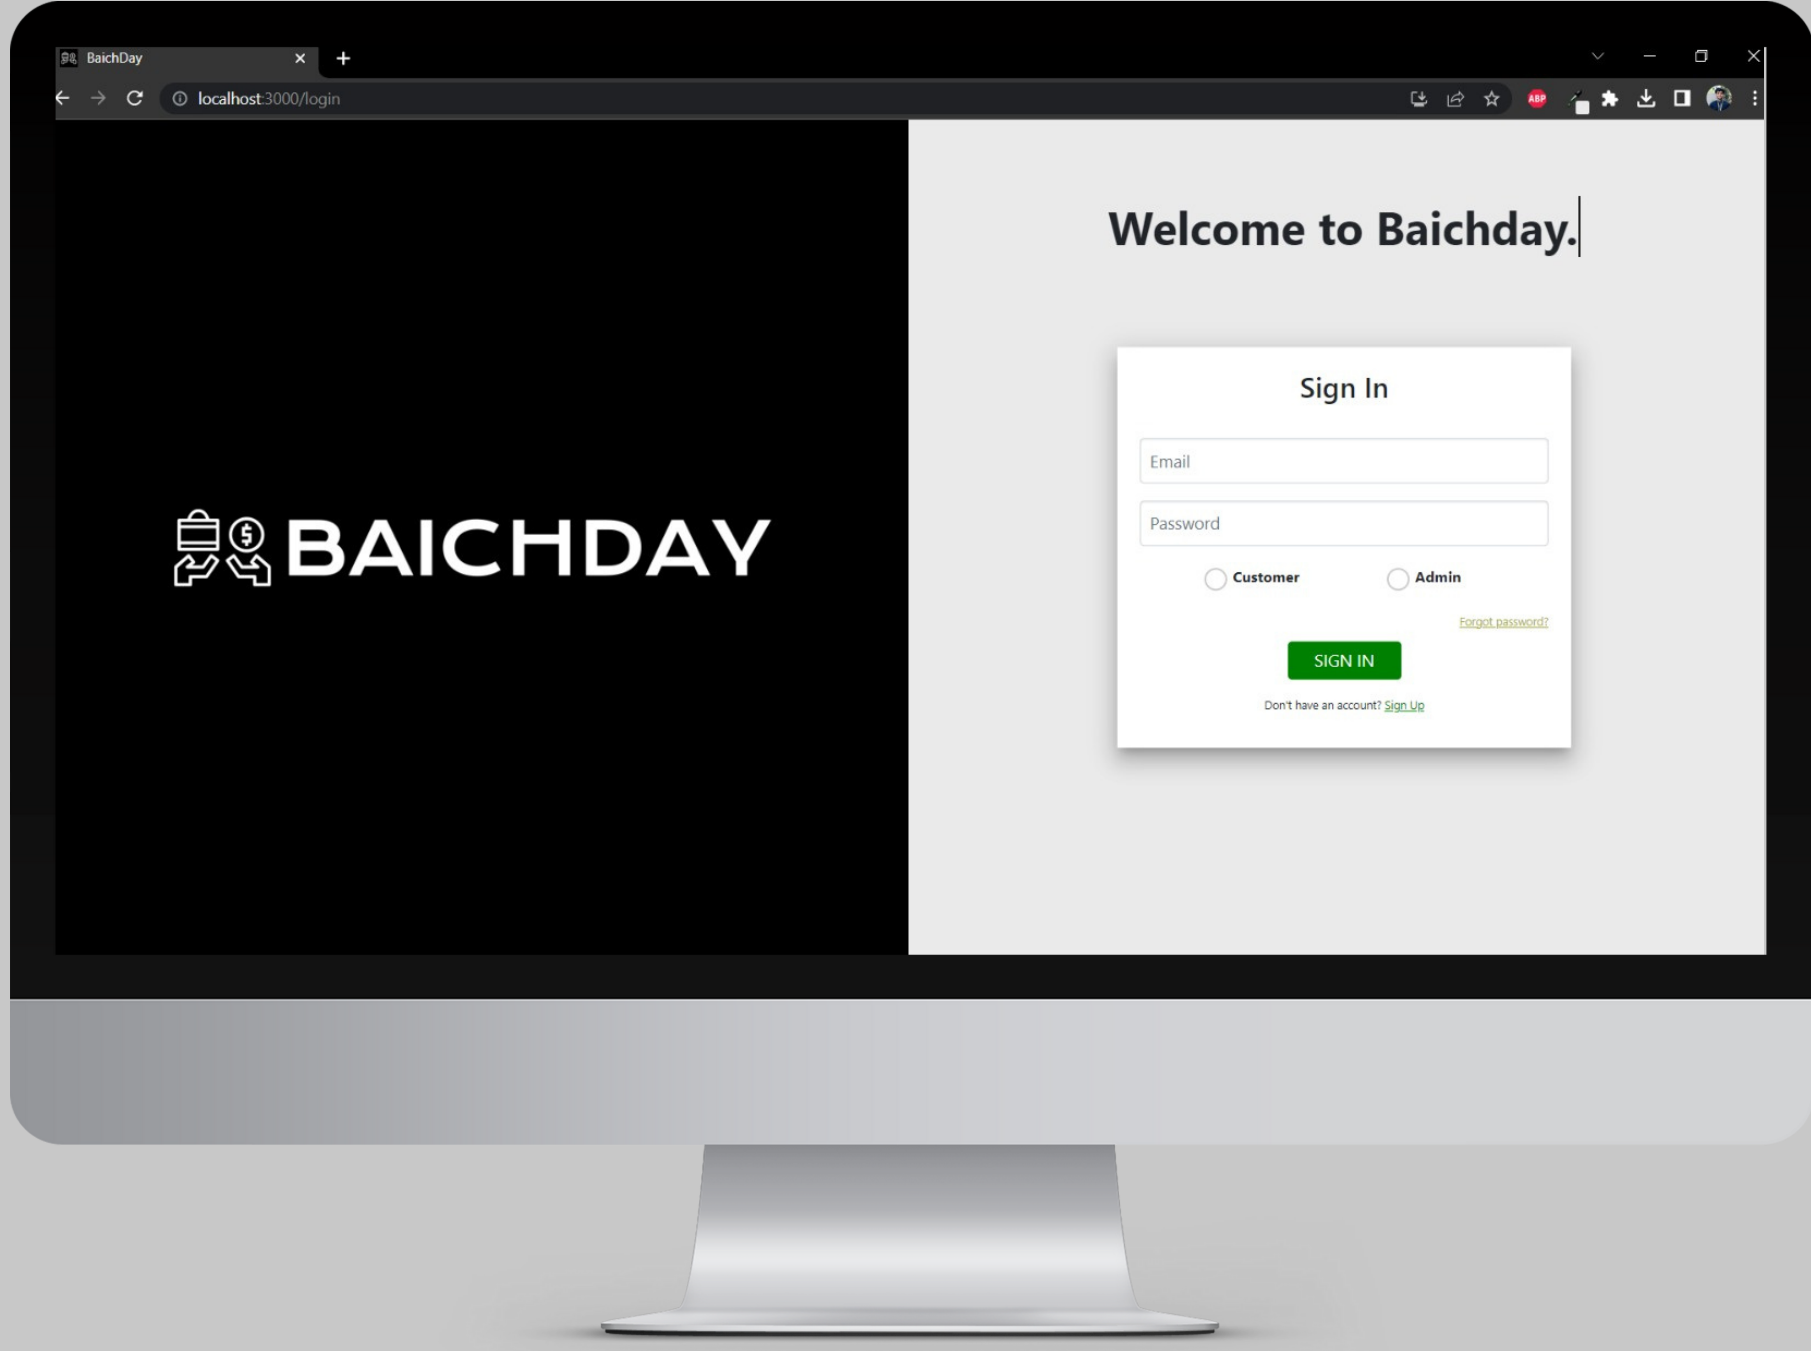 BaichDay
localhost:3000/login
ABP
BAICHDAY
Welcome to Baichday.
Sign In
Email
Password
Customer Admin
Forgot password?
SIGN IN
Don't have an account? Sign Up